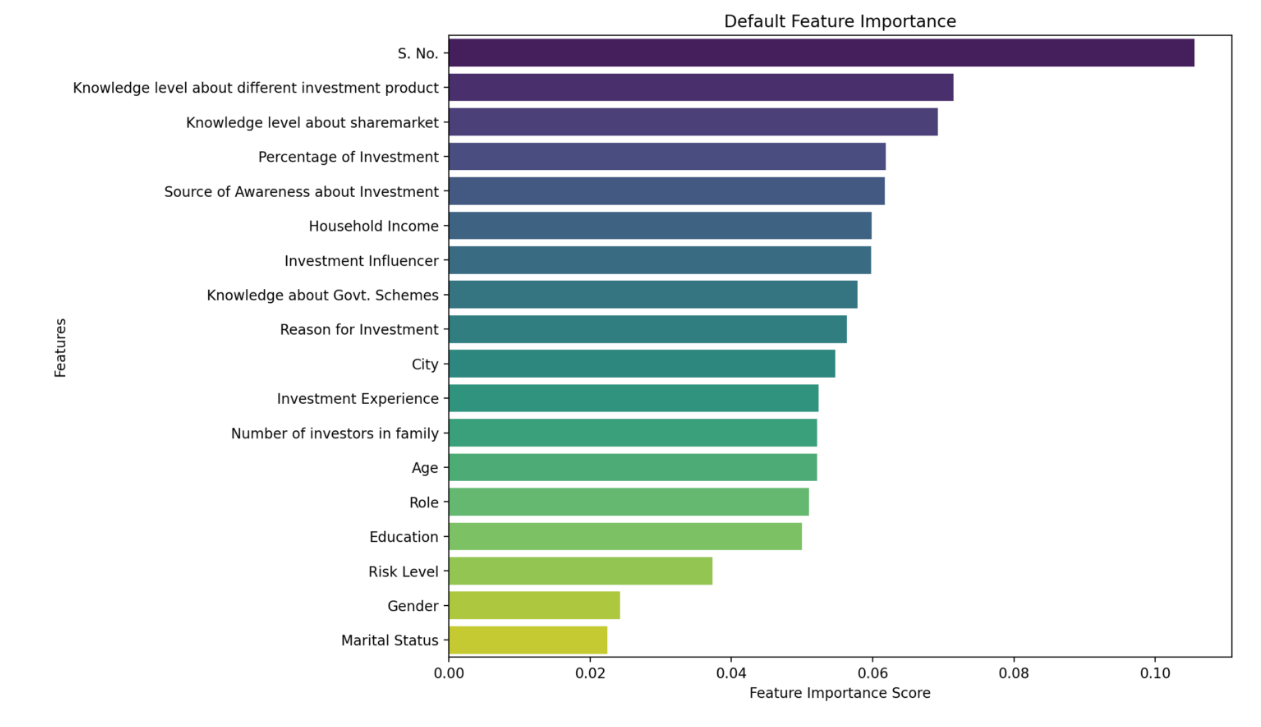 Default Feature Importance
S. No.
Knowledge level about different investment product
Knowledge level about sharemarket
Percentage of Investment
Source of Awareness about Investment
Household Income
Investment Influencer
Knowledge about Govt. Schemes
Reason for Investment
City
Investment Experience
Number of investors in family
Age
Role
Education
Risk Level
Gender
Marital Status
Features
0.00 0.02 0.04 0.06 0.08 0.10
Feature Importance Score